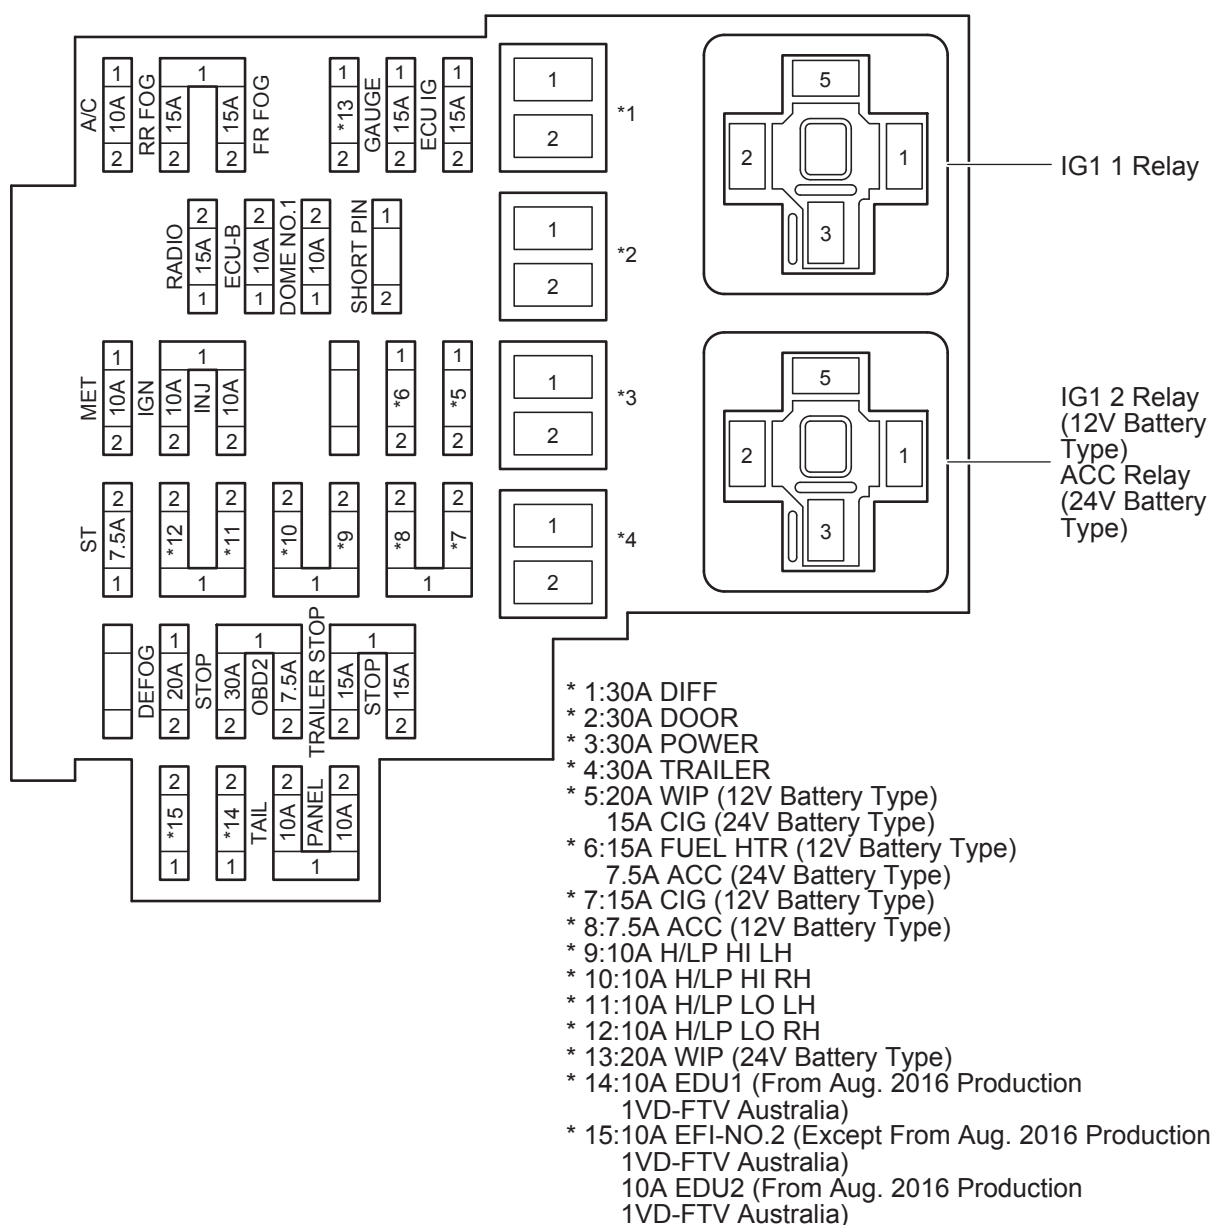 A/C
1
10A
2
RR FOG
1
15A
2
15A
2
FR FOG
1
*13
2
GAUGE
1
15A
2
ECU IG
1
15A
2
1
2
*1
5
2
1
3
IG1 1 Relay
RADIO
2
15A
1
ECU-B
2
10A
1
DOME NO.1
2
10A
1
SHORT PIN
1
2
1
2
*2
MET
1
10A
2
IGN
1
10A
2
INJ
10A
2
1
*6
2
1
*5
2
1
2
*3
5
2
1
3
IG1 2 Relay
(12V Battery
Type)
ACC Relay
(24V Battery
Type)
ST
2
7.5A
1
2
*12
2
*11
1
2
*10
2
*9
1
2
*8
2
*7
1
1
2
*4
DEFOG
1
20A
2
STOP
1
30A
2
OBD2
7.5A
2
TRAILER STOP
1
15A
2
STOP
15A
2
2
*15
1
2
*14
1
TAIL
2
10A
PANEL
2
10A
1
* 1:30A DIFF
* 2:30A DOOR
* 3:30A POWER
* 4:30A TRAILER
* 5:20A WIP (12V Battery Type)
15A CIG (24V Battery Type)
* 6:15A FUEL HTR (12V Battery Type)
7.5A ACC (24V Battery Type)
* 7:15A CIG (12V Battery Type)
* 8:7.5A ACC (12V Battery Type)
* 9:10A H/LP HI LH
* 10:10A H/LP HI RH
* 11:10A H/LP LO LH
* 12:10A H/LP LO RH
* 13:20A WIP (24V Battery Type)
* 14:10A EDU1 (From Aug. 2016 Production
1VD-FTV Australia)
* 15:10A EFI-NO.2 (Except From Aug. 2016 Production
1VD-FTV Australia)
10A EDU2 (From Aug. 2016 Production
1VD-FTV Australia)